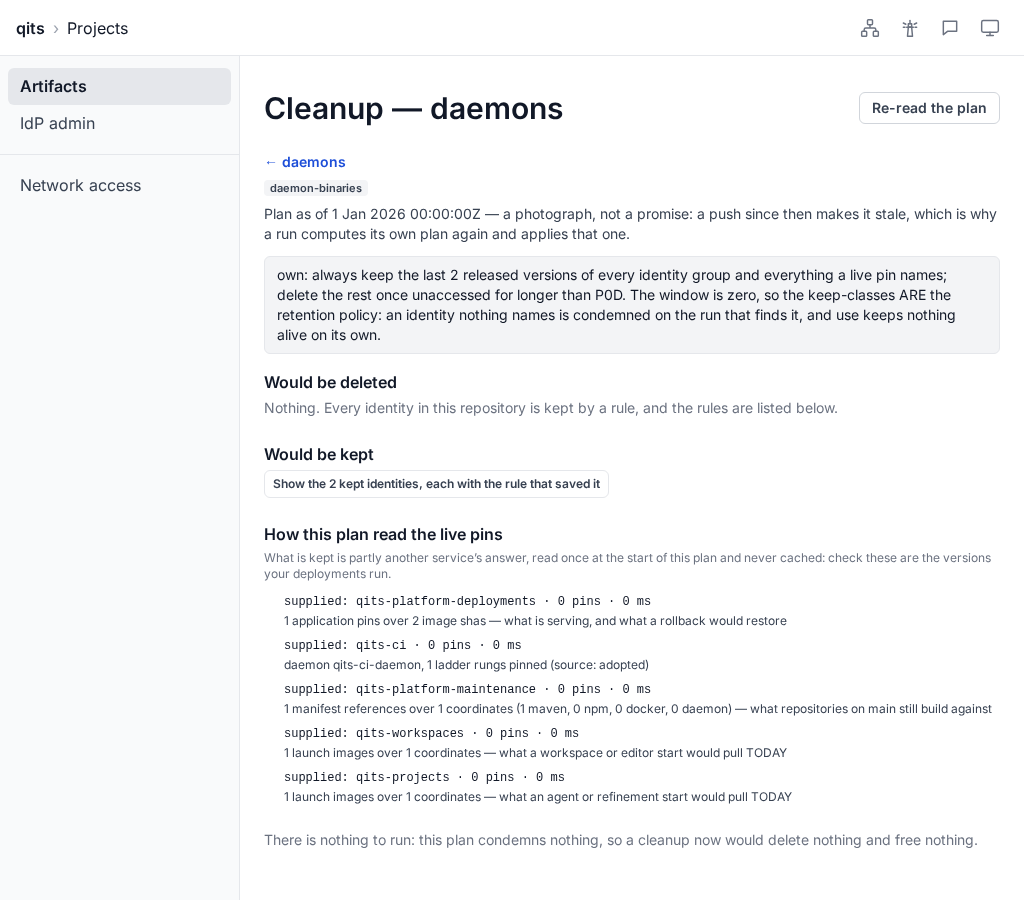 qits › Projects
Artifacts
IdP admin
Network access
Cleanup — daemons
Re-read the plan
← daemons
daemon-binaries
Plan as of 1 Jan 2026 00:00:00Z — a photograph, not a promise: a push since then makes it stale, which is why
a run computes its own plan again and applies that one.
own: always keep the last 2 released versions of every identity group and everything a live pin names;
delete the rest once unaccessed for longer than P0D. The window is zero, so the keep-classes ARE the
retention policy: an identity nothing names is condemned on the run that finds it, and use keeps nothing
alive on its own.
Would be deleted
Nothing. Every identity in this repository is kept by a rule, and the rules are listed below.
Would be kept
Show the 2 kept identities, each with the rule that saved it
How this plan read the live pins
What is kept is partly another service’s answer, read once at the start of this plan and never cached: check these are the versions
your deployments run.
supplied: qits-platform-deployments · 0 pins · 0 ms
1 application pins over 2 image shas — what is serving, and what a rollback would restore
supplied: qits-ci · 0 pins · 0 ms
daemon qits-ci-daemon, 1 ladder rungs pinned (source: adopted)
supplied: qits-platform-maintenance · 0 pins · 0 ms
1 manifest references over 1 coordinates (1 maven, 0 npm, 0 docker, 0 daemon) — what repositories on main still build against
supplied: qits-workspaces · 0 pins · 0 ms
1 launch images over 1 coordinates — what a workspace or editor start would pull TODAY
supplied: qits-projects · 0 pins · 0 ms
1 launch images over 1 coordinates — what an agent or refinement start would pull TODAY
There is nothing to run: this plan condemns nothing, so a cleanup now would delete nothing and free nothing.